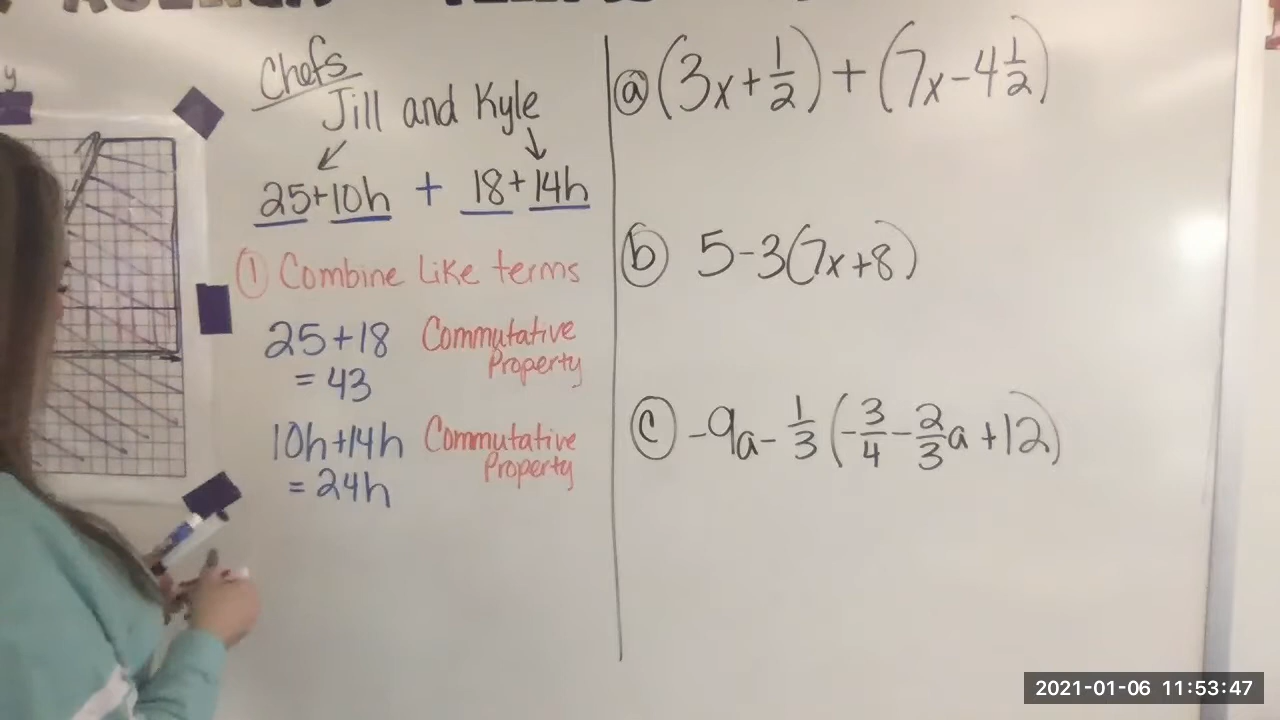 y
Chefs
Jill and Kyle
25+10h + 18+14h
① Combine Like terms
25+18 Commutative
= 43 Property
10h+14h Commutative
= 24h Property
ⓐ (3x+1/2) + (7x-4 1/2)
ⓑ 5-3(7x+8)
ⓒ -9a-1/3(-3/4-2/3a+12)
2021-01-06 11:53:47